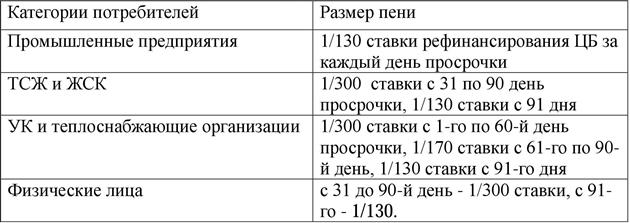 Категории потребителей
Размер пени
Промышленные предприятия
1/130 ставки рефинансирования ЦБ за
каждый день просрочки
ТСЖ и ЖСК
1/300 ставки с 31 по 90 день
просрочки, 1/130 ставки с 91 дня
УК и теплоснабжающие организации
1/300 ставки с 1-го по 60-й день
просрочки, 1/170 ставки с 61-го по 90-
й день, 1/130 ставки с 91-го дня
Физические лица
с 31 до 90-й день - 1/300 ставки, с 91-
го - 1/130.